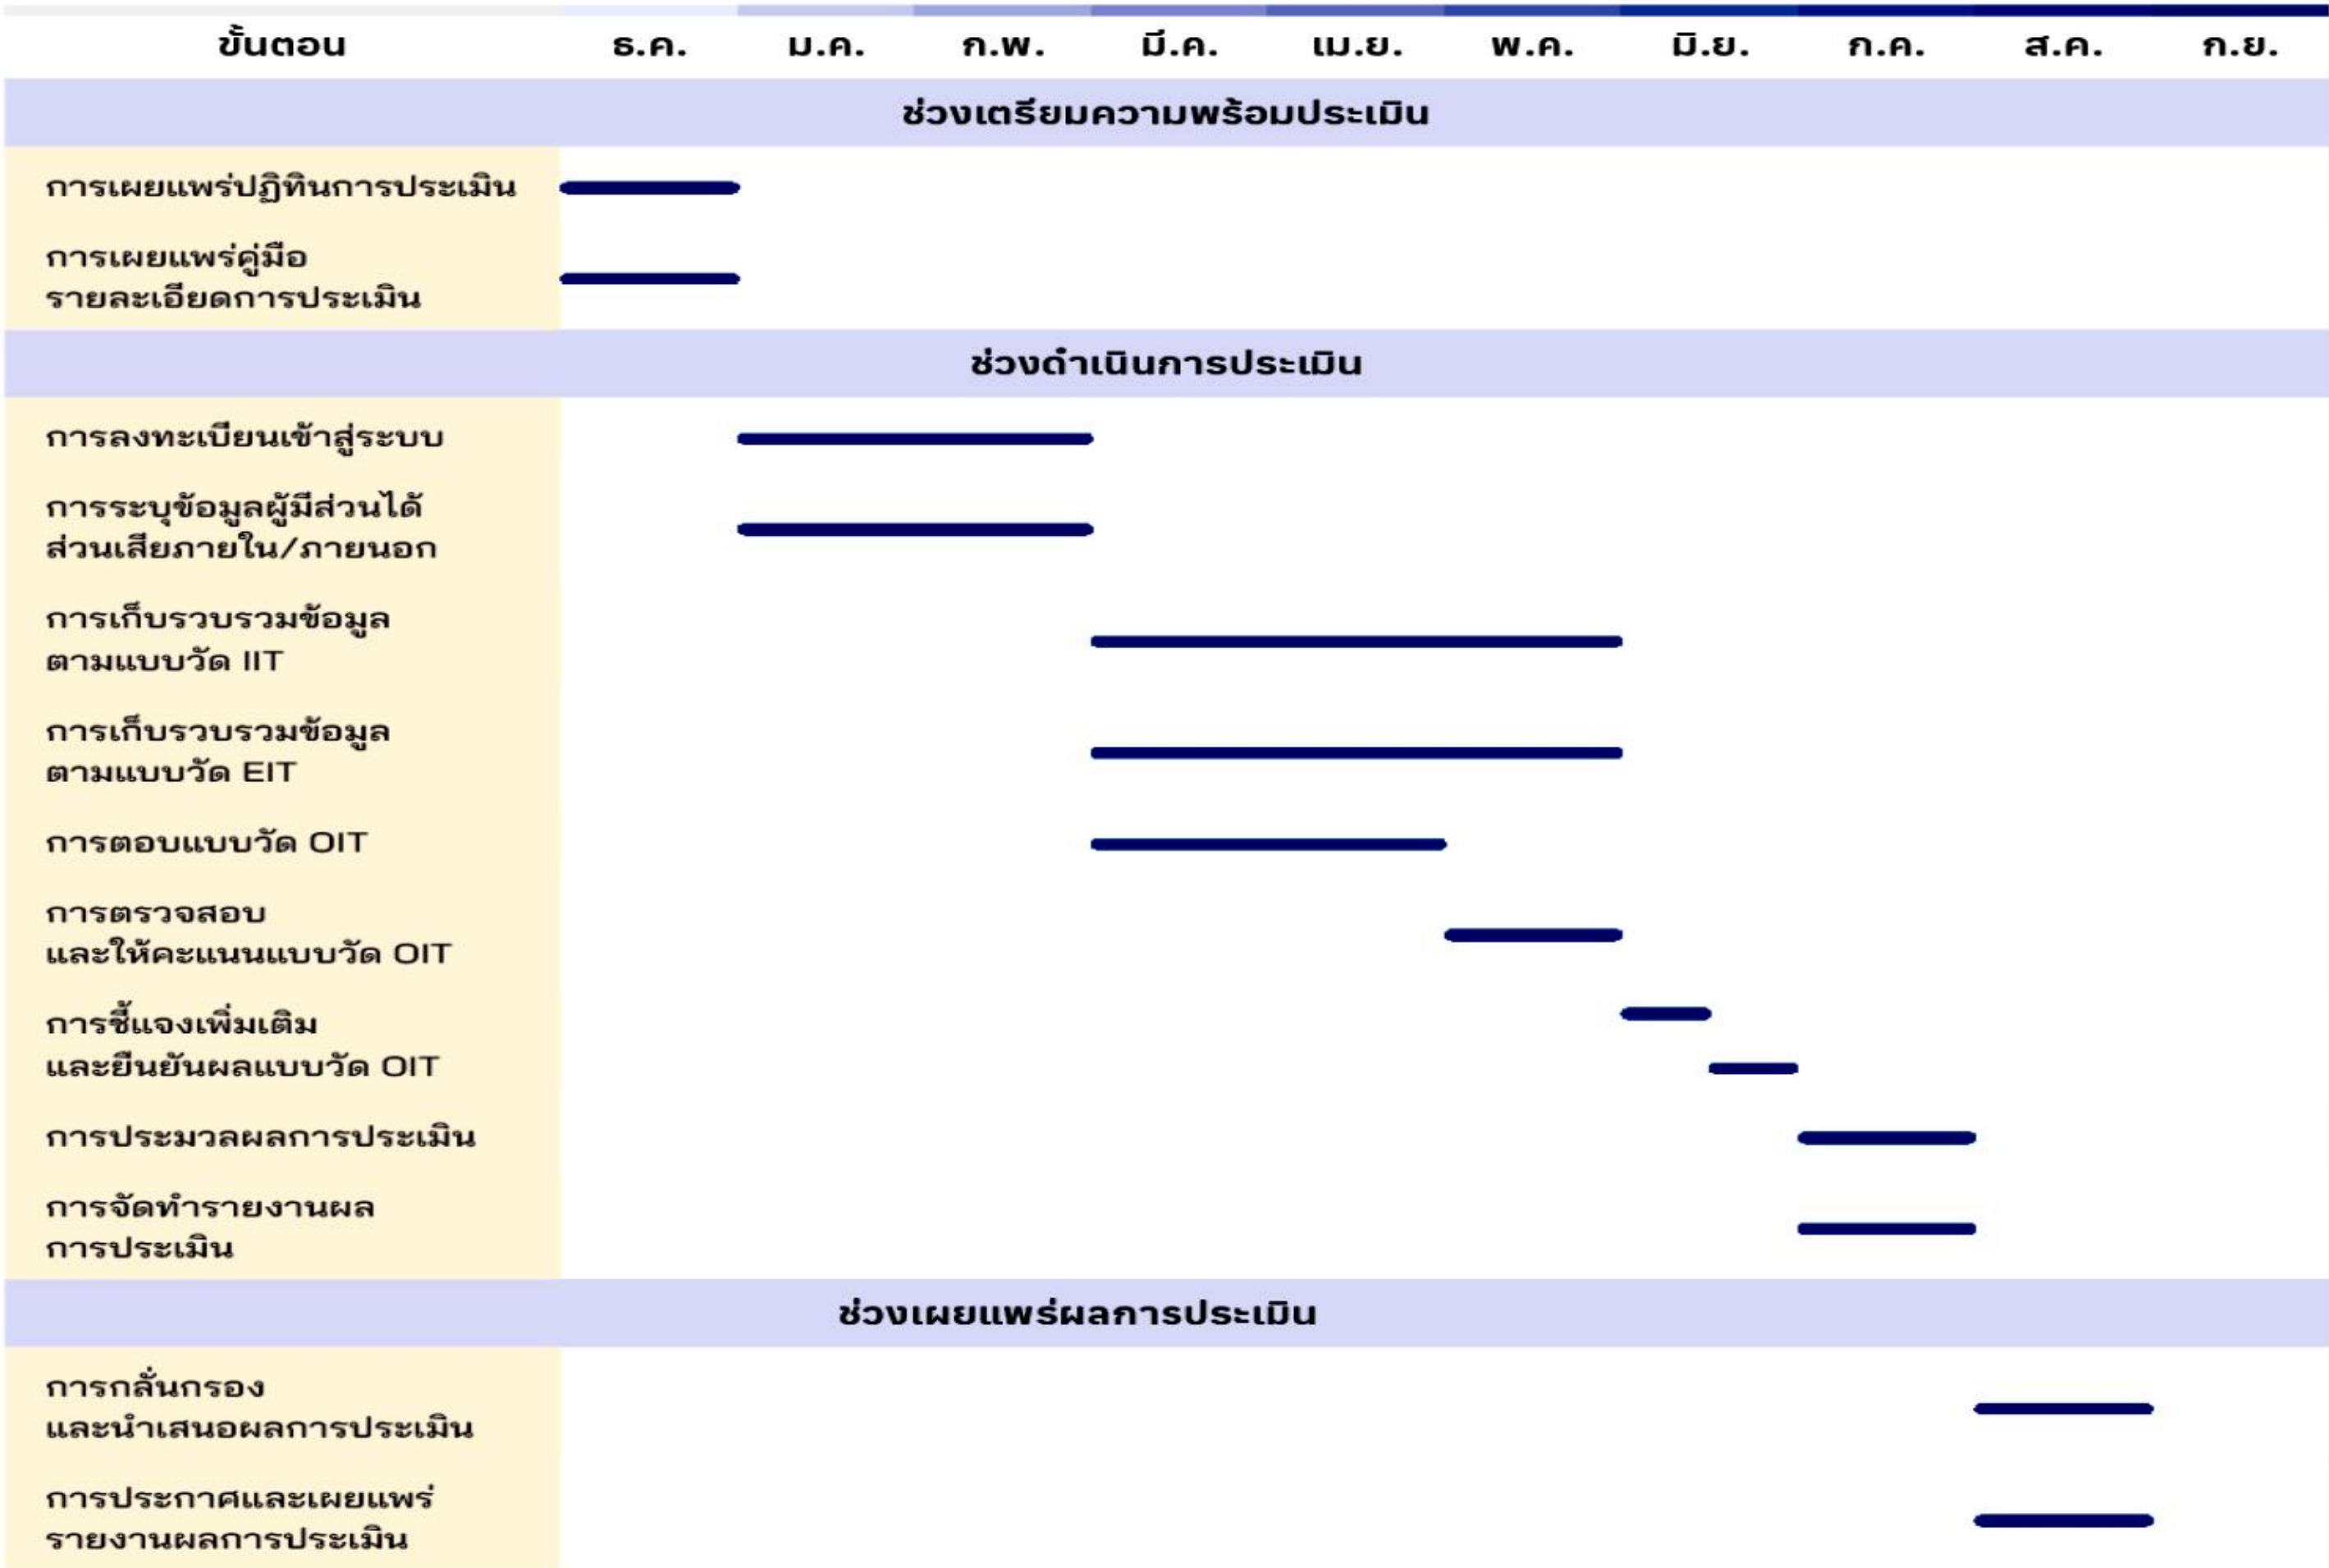 ขั้นตอน ธ.ค. ม.ค. ก.พ. มี.ค. เม.ย. พ.ค. มิ.ย. ก.ค. ส.ค. ก.ย.
ช่วงเตรียมความพร้อมประเมิน
การเผยแพร่ปฏิทินการประเมิน
การเผยแพร่คู่มือ
รายละเอียดการประเมิน
ช่วงดำเนินการประเมิน
การลงทะเบียนเข้าสู่ระบบ
การระบุข้อมูลผู้มีส่วนได้
ส่วนเสียภายใน/ภายนอก
การเก็บรวบรวมข้อมูล
ตามแบบวัด IIT
การเก็บรวบรวมข้อมูล
ตามแบบวัด EIT
การตอบแบบวัด OIT
การตรวจสอบ
และให้คะแนนแบบวัด OIT
การชี้แจงเพิ่มเติม
และยืนยันผลแบบวัด OIT
การประมวลผลการประเมิน
การจัดทำรายงานผล
การประเมิน
ช่วงเผยแพร่ผลการประเมิน
การกลั่นกรอง
และนำเสนอผลการประเมิน
การประกาศและเผยแพร่
รายงานผลการประเมิน